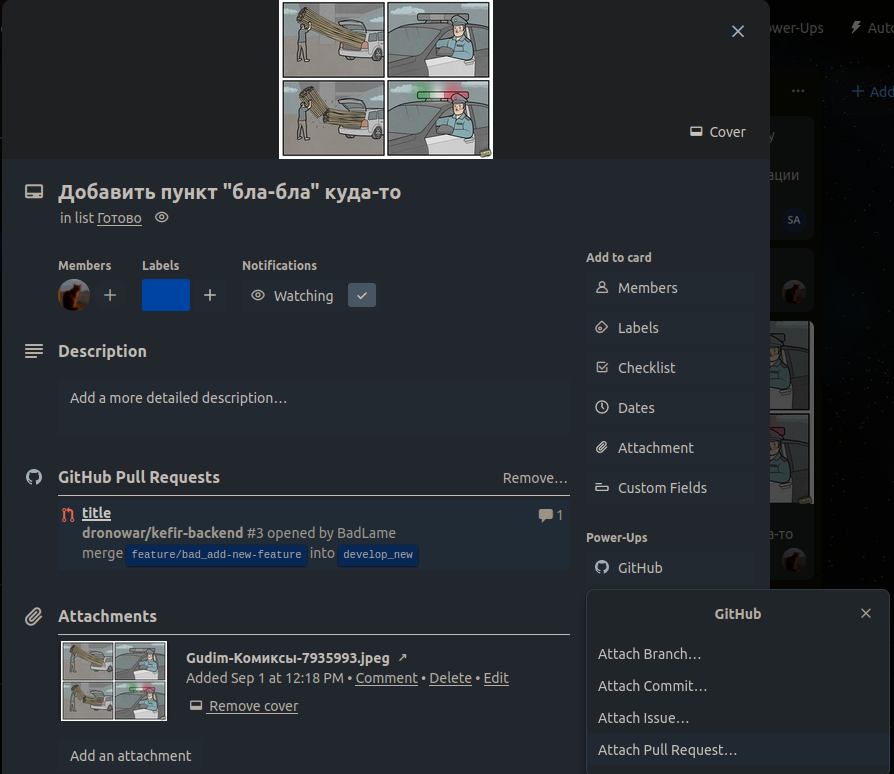 ower-Ups
Auto
Add
Cover
Добавить пункт "бла-бла" куда-то
in list Готово
Members
Labels
Notifications
Watching
Description
Add a more detailed description…
GitHub Pull Requests
Remove…
title
1
dronowar/kefir-backend #3 opened by BadLame
merge feature/bad_add-new-feature into develop_new
Attachments
Gudim-Комиксы-7935993.jpeg ↗
Added Sep 1 at 12:18 PM • Comment • Delete • Edit
Remove cover
Add an attachment
Add to card
Members
Labels
Checklist
Dates
Attachment
Custom Fields
Power-Ups
GitHub
GitHub
Attach Branch…
Attach Commit…
Attach Issue…
Attach Pull Request…
у
ации
SA
а-то